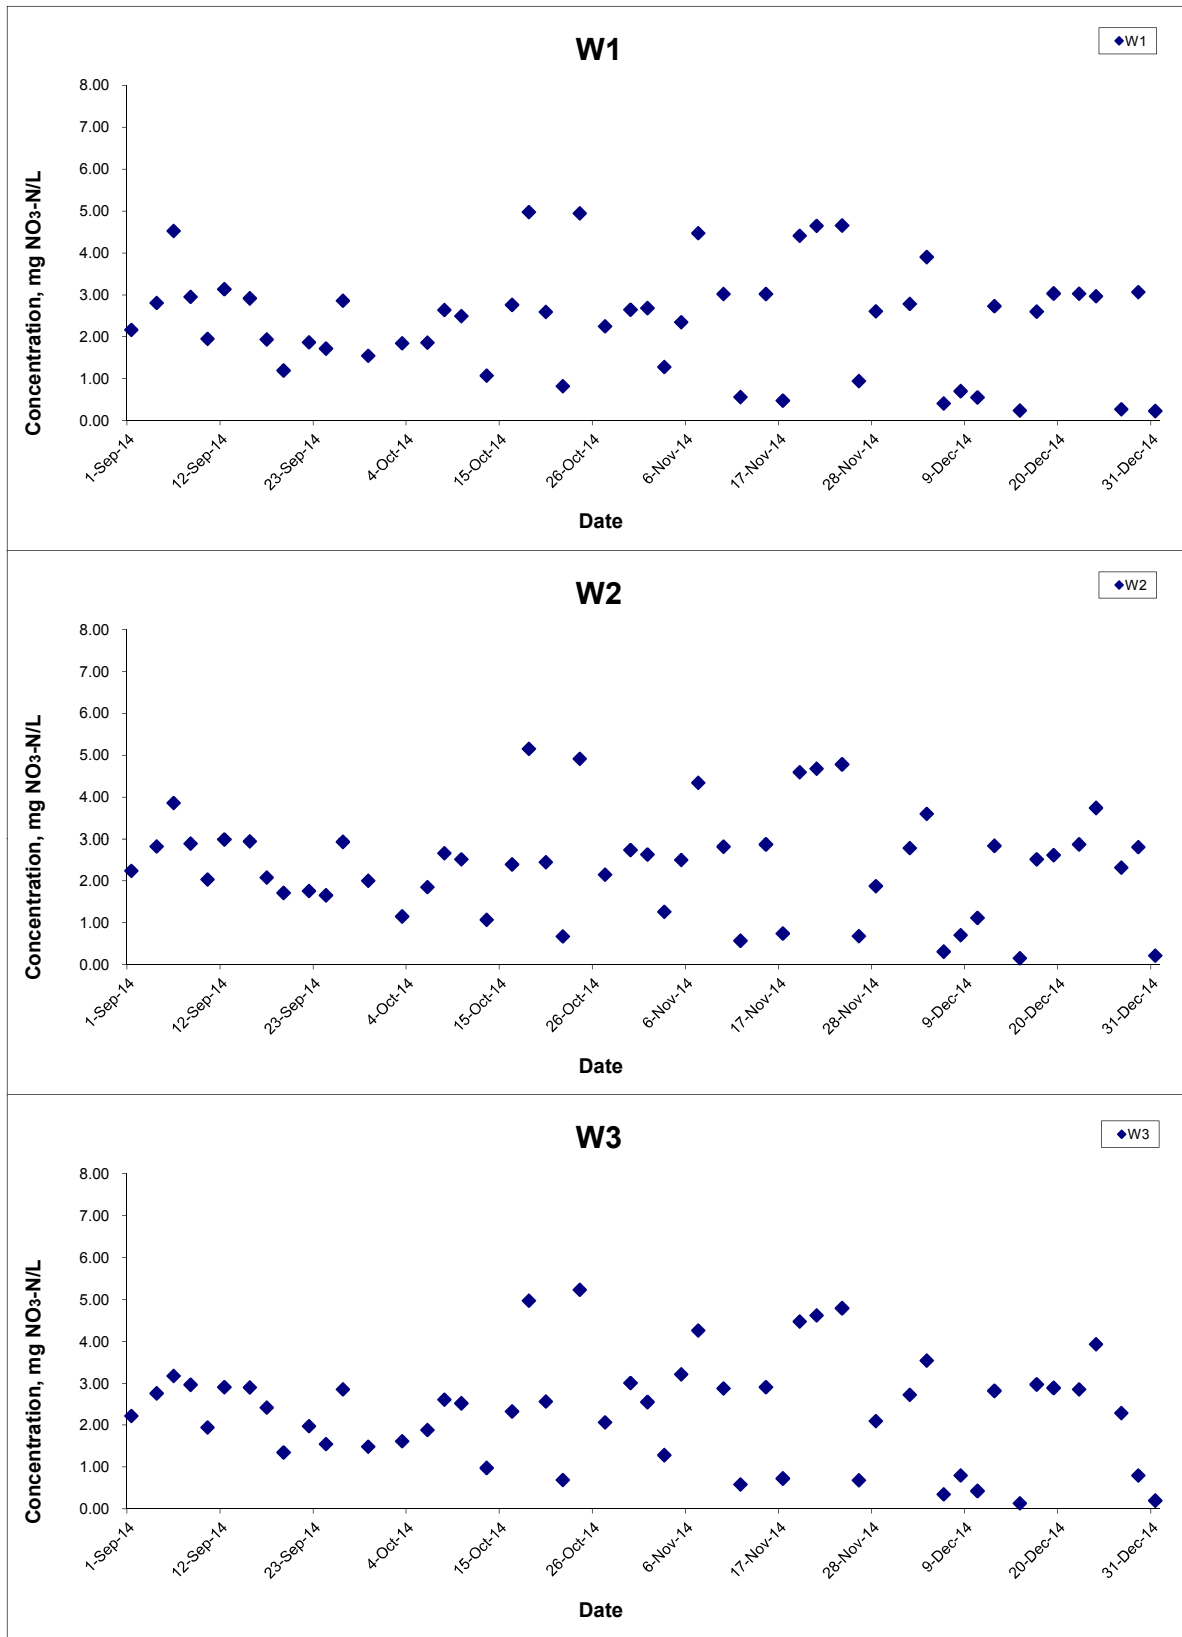 W1
W1
8.00
7.00
6.00
5.00
4.00
3.00
2.00
1.00
0.00
Concentration, mg NO3-N/L
1-Sep-14
12-Sep-14
23-Sep-14
4-Oct-14
15-Oct-14
26-Oct-14
6-Nov-14
17-Nov-14
28-Nov-14
9-Dec-14
20-Dec-14
31-Dec-14
Date
W2
W2
8.00
7.00
6.00
5.00
4.00
3.00
2.00
1.00
0.00
Concentration, mg NO3-N/L
1-Sep-14
12-Sep-14
23-Sep-14
4-Oct-14
15-Oct-14
26-Oct-14
6-Nov-14
17-Nov-14
28-Nov-14
9-Dec-14
20-Dec-14
31-Dec-14
Date
W3
W3
8.00
7.00
6.00
5.00
4.00
3.00
2.00
1.00
0.00
Concentration, mg NO3-N/L
1-Sep-14
12-Sep-14
23-Sep-14
4-Oct-14
15-Oct-14
26-Oct-14
6-Nov-14
17-Nov-14
28-Nov-14
9-Dec-14
20-Dec-14
31-Dec-14
Date